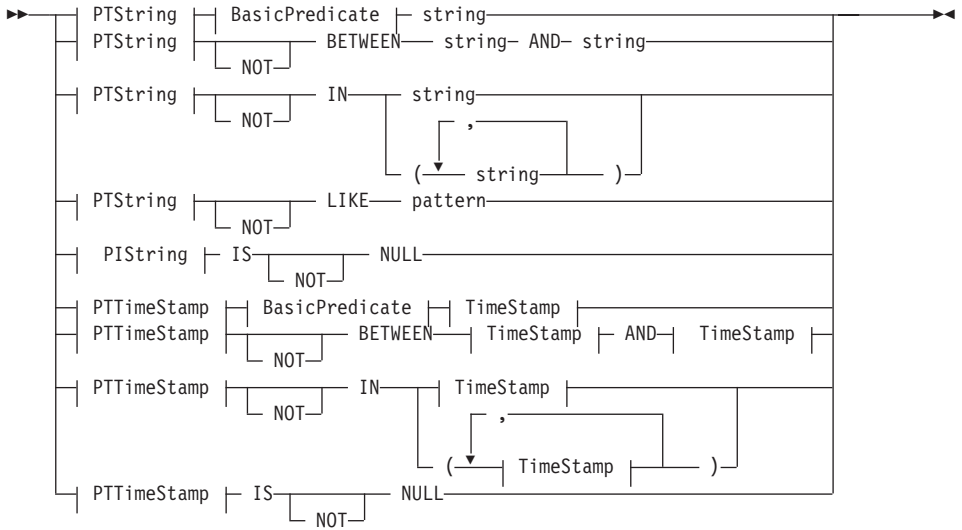 PTString BasicPredicate string
PTString NOT BETWEEN string AND string
PTString NOT IN string
,
( string )
PTString NOT LIKE pattern
PIString IS NOT NULL
PTTimeStamp BasicPredicate TimeStamp
PTTimeStamp NOT BETWEEN TimeStamp AND TimeStamp
PTTimeStamp NOT IN TimeStamp
,
( TimeStamp )
PTTimeStamp IS NOT NULL